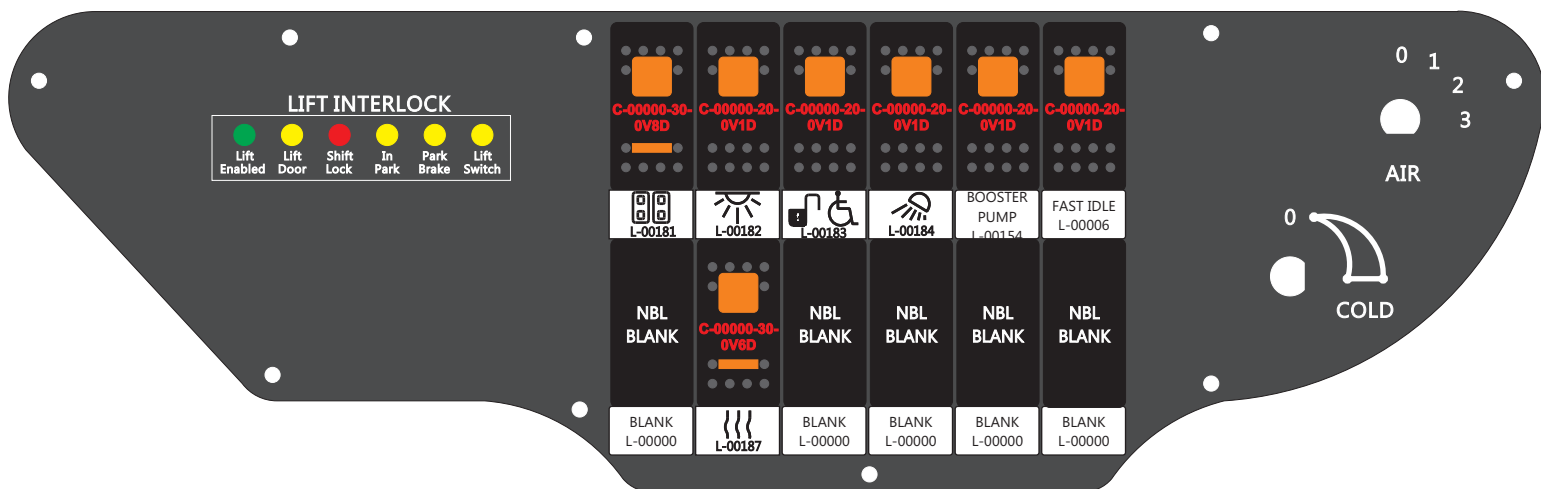 LIFT INTERLOCK
Lift
Enabled
Lift
Door
Shift
Lock
In
Park
Park
Brake
Lift
Switch
C-00000-30-
0V8D
C-00000-20-
0V1D
C-00000-20-
0V1D
C-00000-20-
0V1D
C-00000-20-
0V1D
C-00000-20-
0V1D
L-00181
L-00182
L-00183
L-00184
BOOSTER
PUMP
L-00154
FAST IDLE
L-00006
NBL
BLANK
C-00000-30-
0V6D
NBL
BLANK
NBL
BLANK
NBL
BLANK
NBL
BLANK
BLANK
L-00000
L-00187
BLANK
L-00000
BLANK
L-00000
BLANK
L-00000
BLANK
L-00000
0
1
2
3
AIR
0
COLD